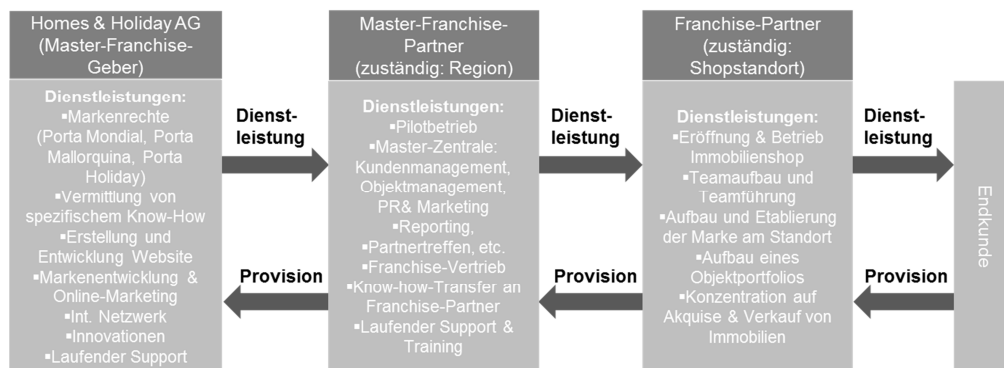 Homes & Holiday AG
(Master-Franchise-
Geber)
Dienstleistungen:
▪Markenrechte
(Porta Mondial, Porta
Mallorquina, Porta
Holiday)
▪Vermittlung von
spezifischem Know-How
▪Erstellung und
Entwicklung Website
▪Markenentwicklung &
Online-Marketing
▪Int. Netzwerk
▪Innovationen
▪Laufender Support
Dienst-
leistung
Provision
Master-Franchise-
Partner
(zuständig: Region)
Dienstleistungen:
▪Pilotbetrieb
▪Master-Zentrale:
Kundenmanagement,
Objektmanagement,
PR& Marketing
▪Reporting,
▪Partnertreffen, etc.
▪Franchise-Vertrieb
▪Know-how-Transfer an
Franchise-Partner
▪Laufender Support &
Training
Dienst-
leistung
Provision
Franchise-Partner
(zuständig:
Shopstandort)
Dienstleistungen:
▪Eröffnung & Betrieb
Immobilienshop
▪Teamaufbau und
Teamführung
▪Aufbau und Etablierung
der Marke am Standort
▪Aufbau eines
Objektportfolios
▪Konzentration auf
Akquise & Verkauf von
Immobilien
Dienst-
leistung
Provision
Endkunde